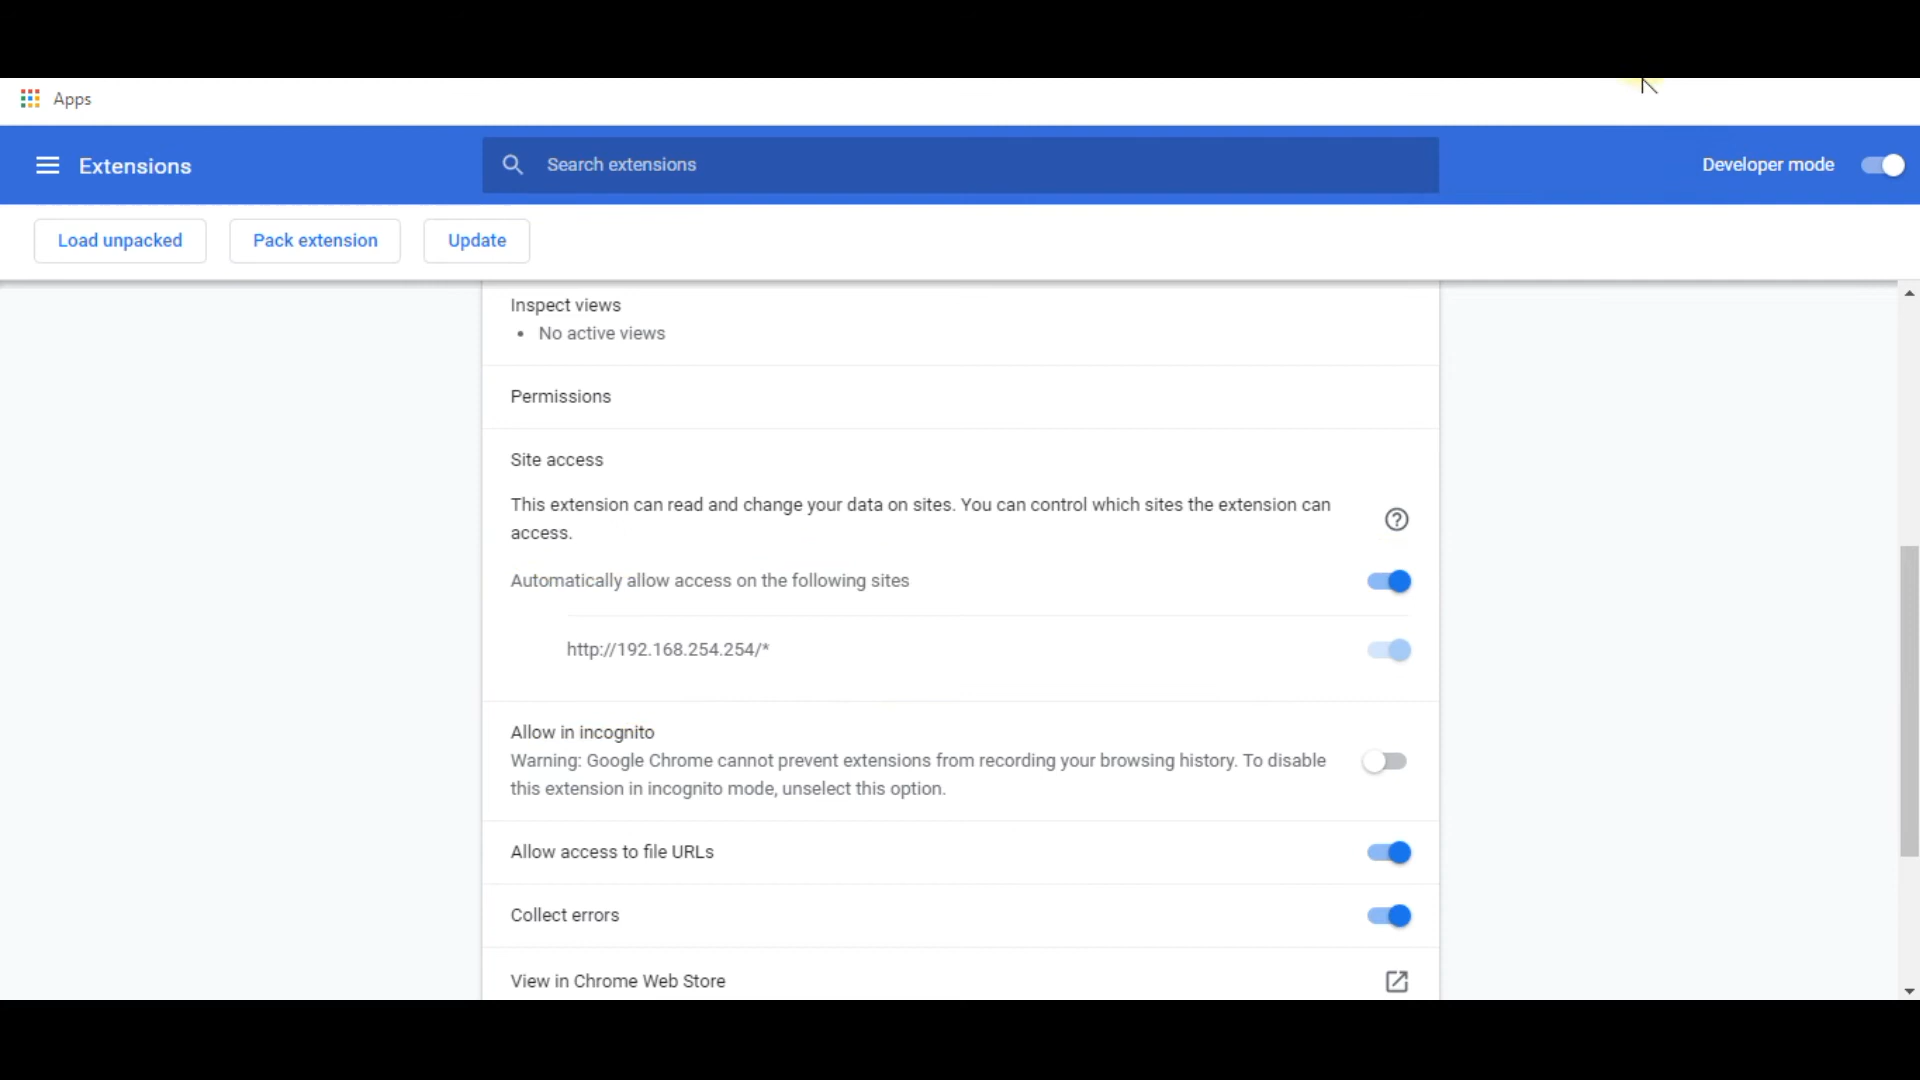 Apps
Extensions
Search extensions
Developer mode
Load unpacked
Pack extension
Update
Inspect views
• No active views
Permissions
Site access
This extension can read and change your data on sites. You can control which sites the extension can
access.
Automatically allow access on the following sites
http://192.168.254.254/*
Allow in incognito
Warning: Google Chrome cannot prevent extensions from recording your browsing history. To disable
this extension in incognito mode, unselect this option.
Allow access to file URLs
Collect errors
View in Chrome Web Store